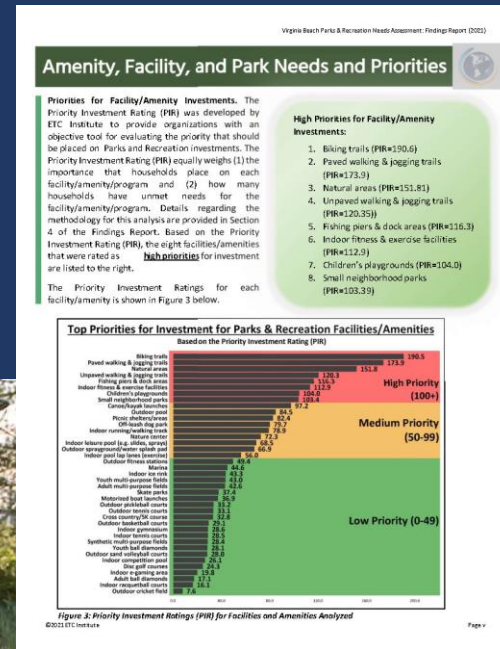 Virginia Beach Parks & Recreation Needs Assessment: Findings Report (2021)
Amenity, Facility, and Park Needs and Priorities
Priorities for Facility/Amenity Investments. The
Priority Investment Rating (PIR) was developed by
ETC Institute to provide organizations with an
objective tool for evaluating the priority that should
be placed on Parks and Recreation investments. The
Priority Investment Rating (PIR) equally weighs (1) the
importance that households place on each
facility/amenity/program and (2) how many
households have unmet needs for the
facility/amenity/program. Details regarding the
methodology for this analysis are provided in Section
4 of the Findings Report. Based on the Priority
Investment Rating (PIR), the eight facilities/amenities
that were rated as high priorities for investment
are listed to the right.
The Priority Investment Ratings for each
facility/amenity is shown in Figure 3 below.
High Priorities for Facility/Amenity
Investments:
1. Biking trails (PIR=190.6)
2. Paved walking & jogging trails
(PIR=173.9)
3. Natural areas (PIR=151.81)
4. Unpaved walking & jogging trails
(PIR=120.35))
5. Fishing piers & dock areas (PIR=116.3)
6. Indoor fitness & exercise facilities
(PIR=112.9)
7. Children's playgrounds (PIR=104.0)
8. Small neighborhood parks
(PIR=103.39)
Top Priorities for Investment for Parks & Recreation Facilities/Amenities
Based on the Priority Investment Rating (PIR)
Biking trails 190.5
Paved walking & jogging trails 173.9
Natural areas 151.8
Unpaved walking & jogging trails 120.3
Fishing piers & dock areas 116.3
Indoor fitness & exercise facilities 112.9
Children's playgrounds 104.0
Small neighborhood parks 103.4
Canoe/kayak launches 97.2
Outdoor pool 84.5
Picnic shelters/areas 82.4
Off-leash dog park 79.7
Indoor running/walking track 78.9
Nature center 72.3
Indoor leisure pool (e.g. slides, sprays) 68.5
Outdoor sprayground/water splash pad 66.9
Indoor pool lap lanes (exercise) 56.0
Outdoor fitness stations 49.4
Marina 44.6
Indoor ice rink 43.3
Youth multi-purpose fields 43.0
Adult multi-purpose fields 42.6
Skate parks 37.4
Motorized boat launches 36.9
Outdoor pickleball courts 33.2
Outdoor tennis courts 33.1
Cross country/5K course 32.8
Outdoor basketball courts 29.1
Indoor gymnasium 28.6
Indoor tennis courts 28.5
Synthetic multi-purpose fields 28.4
Youth ball diamonds 28.1
Outdoor sand volleyball courts 28.0
Indoor competition pool 26.1
Disc golf courses 24.3
Indoor e-gaming area 19.8
Adult ball diamonds 17.1
Indoor racquetball courts 16.1
Outdoor cricket field 7.6
High Priority
(100+)
Medium Priority
(50-99)
Low Priority (0-49)
Figure 3: Priority Investment Ratings (PIR) for Facilities and Amenities Analyzed
©2021 ETC Institute
Page v